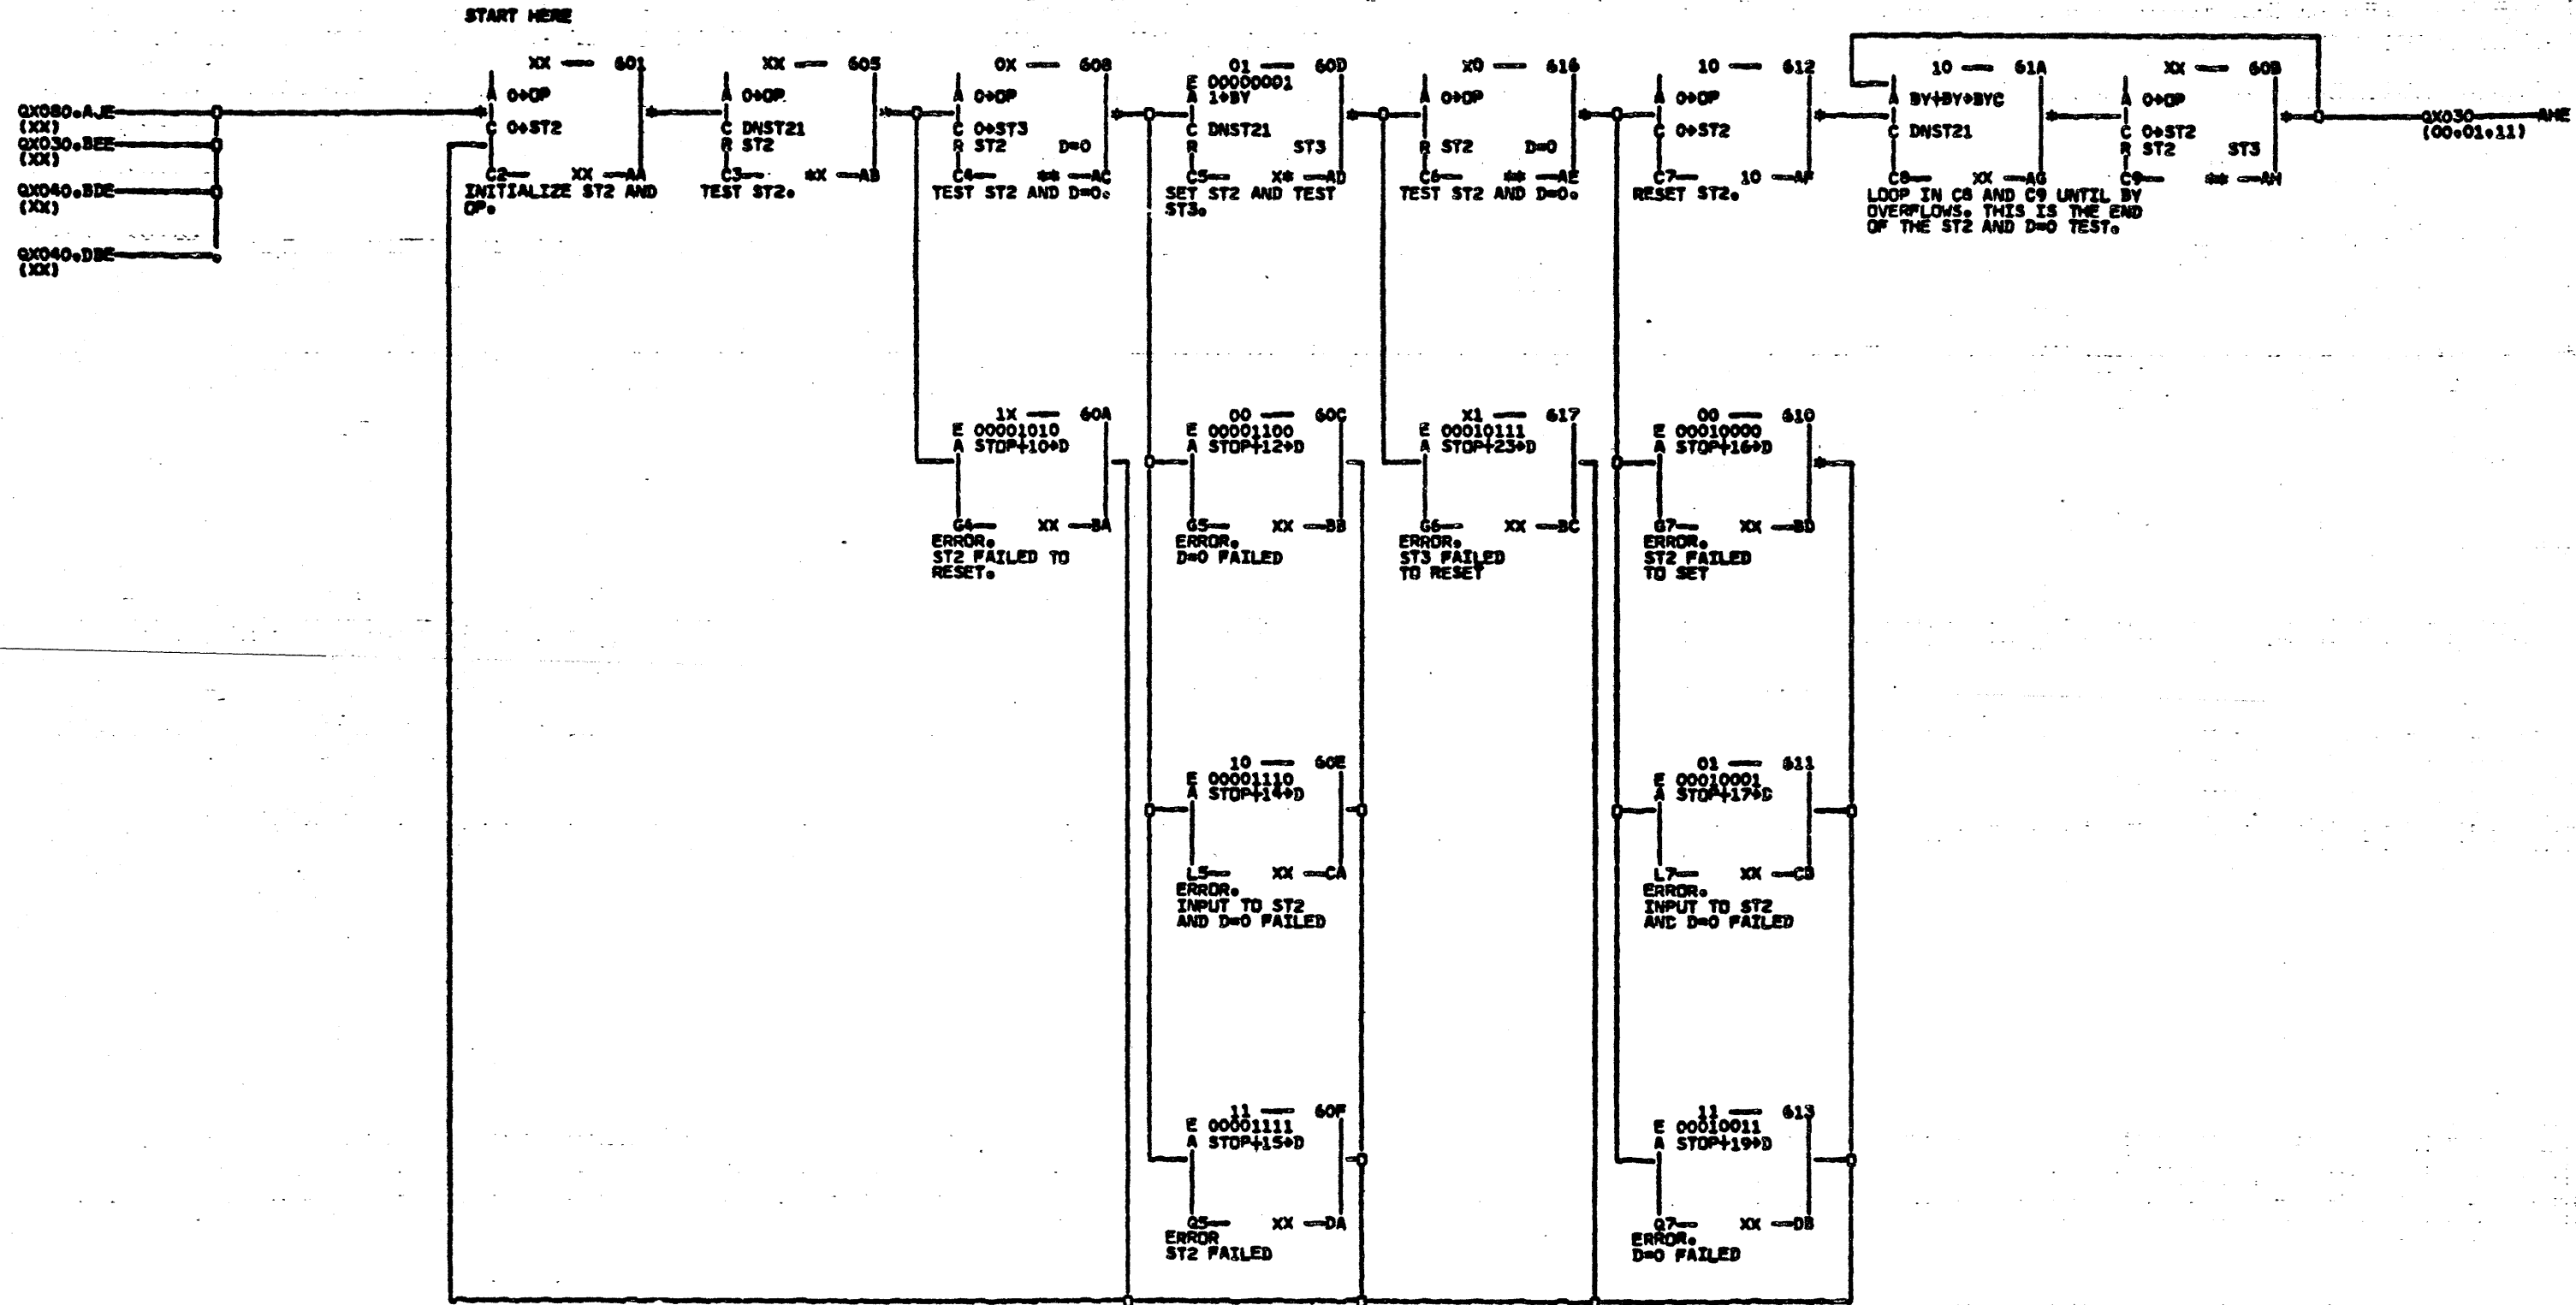 START HERE
QX080.AJE
(XX)
QX030.BEE
(XX)
QX040.BDE
(XX)
QX040.DBE
(XX)
XX — 601
A 0→OP
C 0→ST2
C2— XX —AA
INITIALIZE ST2 AND
OP.
XX — 605
A 0→OP
C DNST21
R ST2
C3— *X —AB
TEST ST2.
0X — 608
A 0→OP
C 0→ST3
R ST2 D=0
C4— ** —AC
TEST ST2 AND D=0.
01 — 60D
E 00000001
A 1→BY
C DNST21
R ST3
C5— X* —AD
SET ST2 AND TEST
ST3.
X0 — 616
A 0→OP
R ST2 D=0
C6— ** —AE
TEST ST2 AND D=0.
10 — 612
A 0→OP
C 0→ST2
C7— 10 —AF
RESET ST2.
10 — 61A
A BY+BY→BYC
C DNST21
C8— XX —AG
LOOP IN C8 AND C9 UNTIL BY
OVERFLOWS. THIS IS THE END
OF THE ST2 AND D=0 TEST.
XX — 60B
A 0→OP
C 0→ST2
R ST2 ST3
C9— ** —AH
QX030 — AHE
(00.01.11)
1X — 60A
E 00001010
A STOP+10→D
G4— XX —BA
ERROR.
ST2 FAILED TO
RESET.
00 — 60C
E 00001100
A STOP+12→D
G5— XX —BB
ERROR.
D=0 FAILED
X1 — 617
E 00010111
A STOP+23→D
G6— XX —BC
ERROR.
ST3 FAILED
TO RESET
00 — 610
E 00010000
A STOP+16→D
G7— XX —BD
ERROR.
ST2 FAILED
TO SET
10 — 60E
E 00001110
A STOP+14→D
L5— XX —CA
ERROR.
INPUT TO ST2
AND D=0 FAILED
01 — 611
E 00010001
A STOP+17→D
L7— XX —CB
ERROR.
INPUT TO ST2
AND D=0 FAILED
11 — 60F
E 00001111
A STOP+15→D
Q5— XX —DA
ERROR
ST2 FAILED
11 — 613
E 00010011
A STOP+19→D
Q7— XX —DB
ERROR.
D=0 FAILED